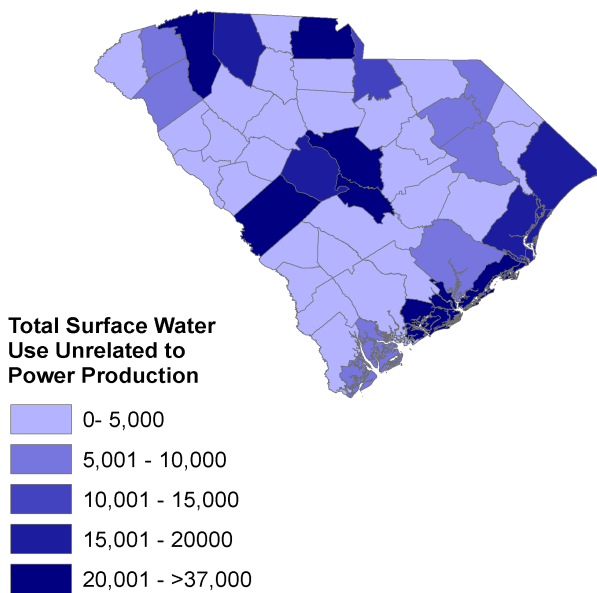 Total Surface Water
Use Unrelated to
Power Production
0- 5,000
5,001 - 10,000
10,001 - 15,000
15,001 - 20000
20,001 - >37,000